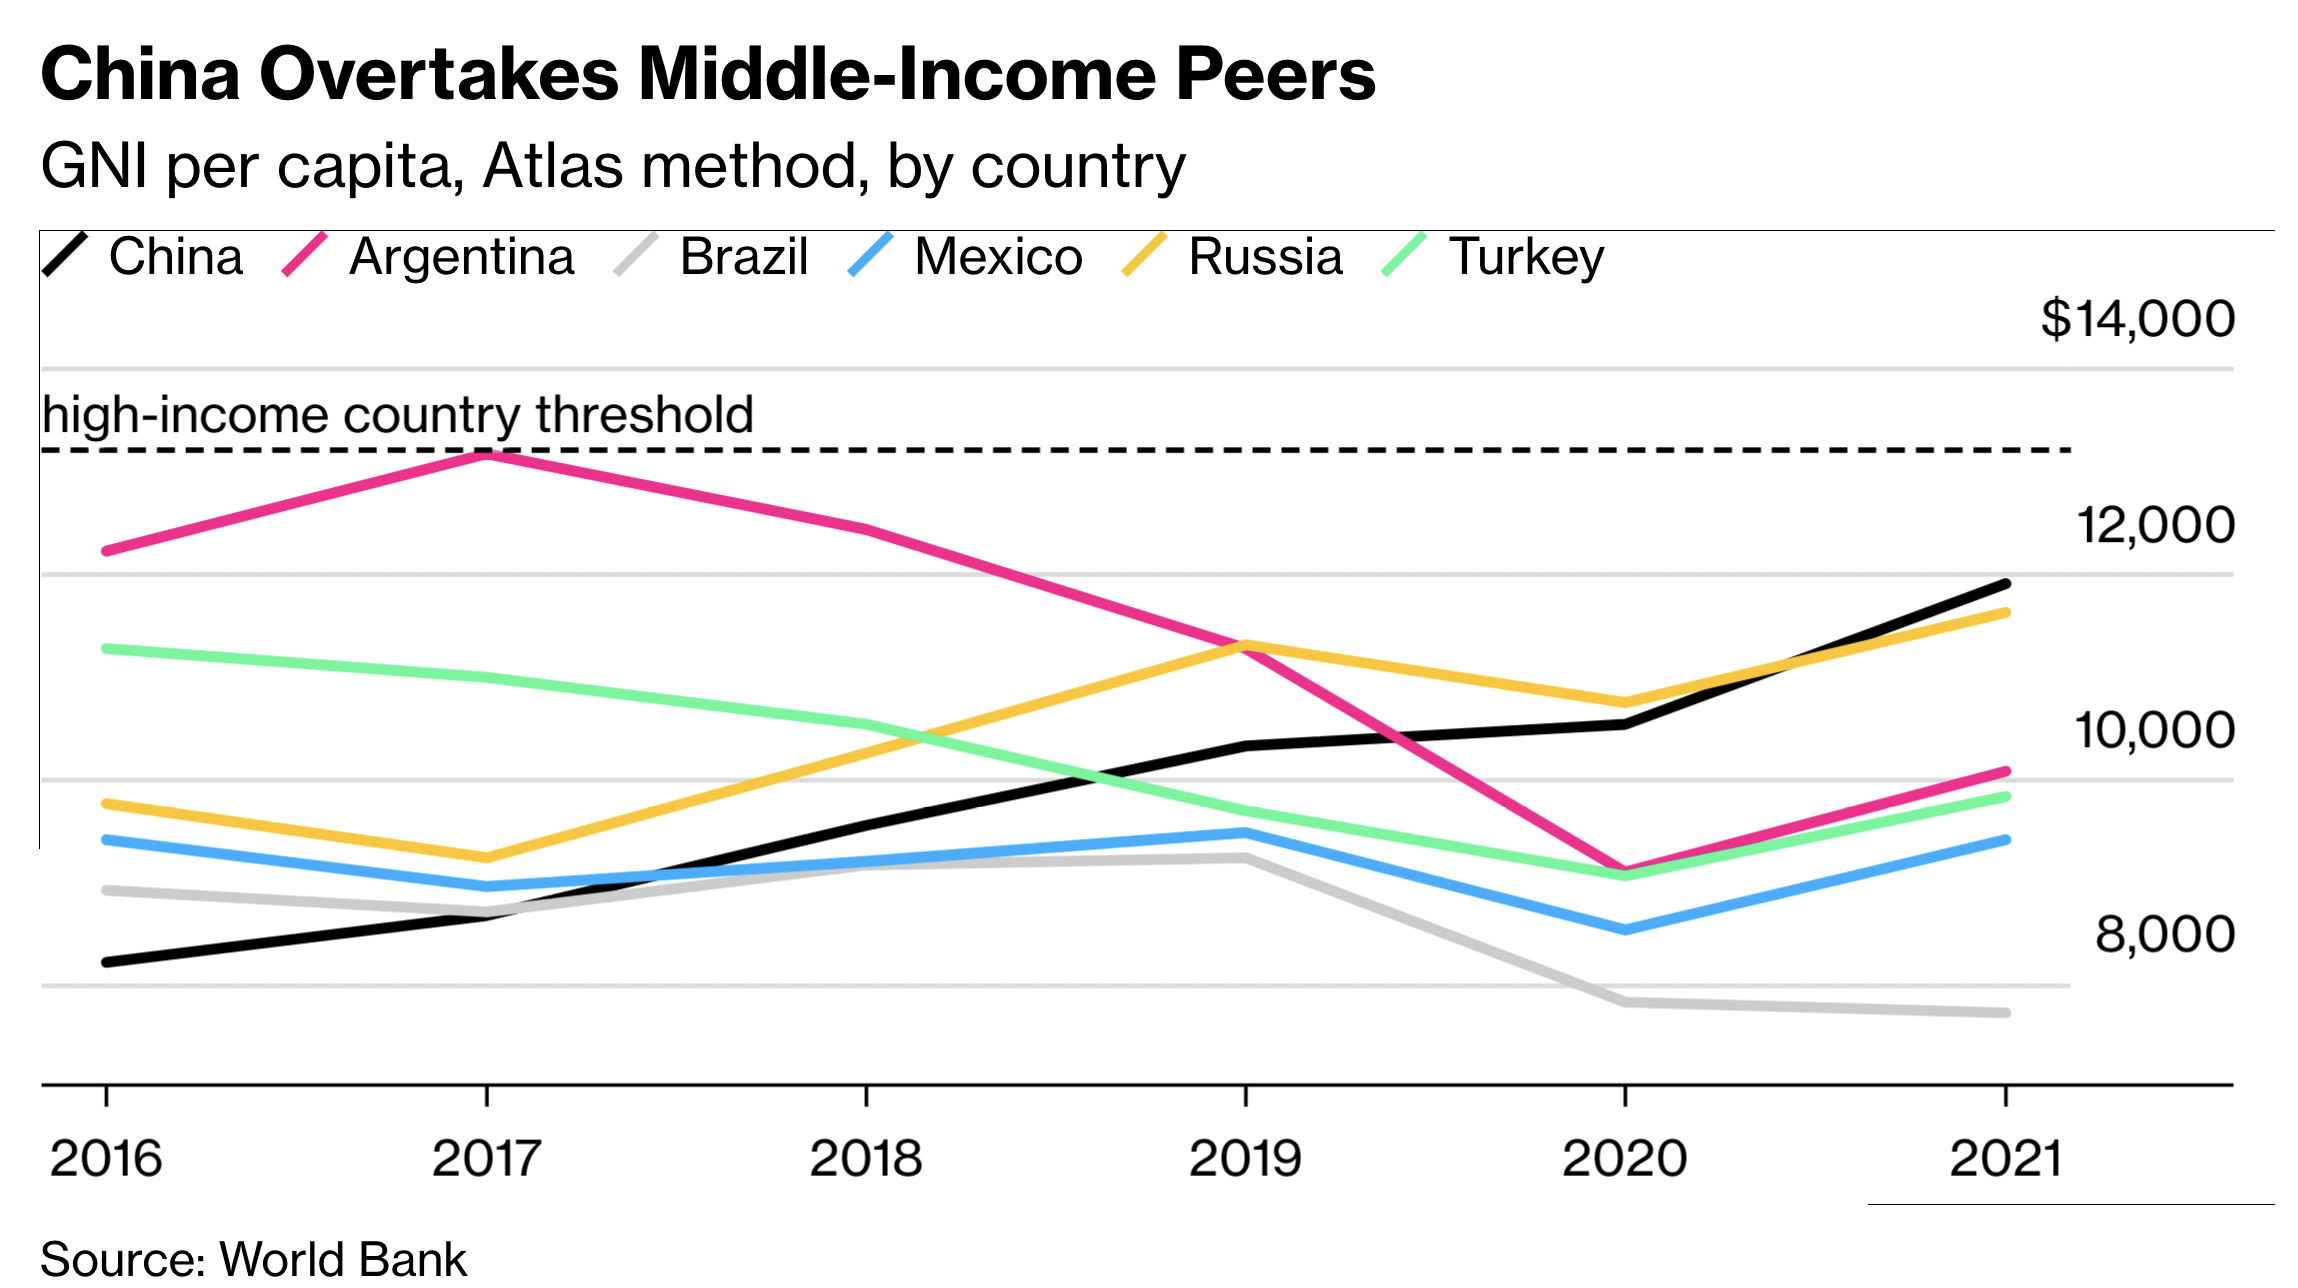 China Overtakes Middle-Income Peers
GNI per capita, Atlas method, by country
China Argentina Brazil Mexico Russia Turkey
$14,000
high-income country threshold
12,000
10,000
8,000
2016 2017 2018 2019 2020 2021
Source: World Bank